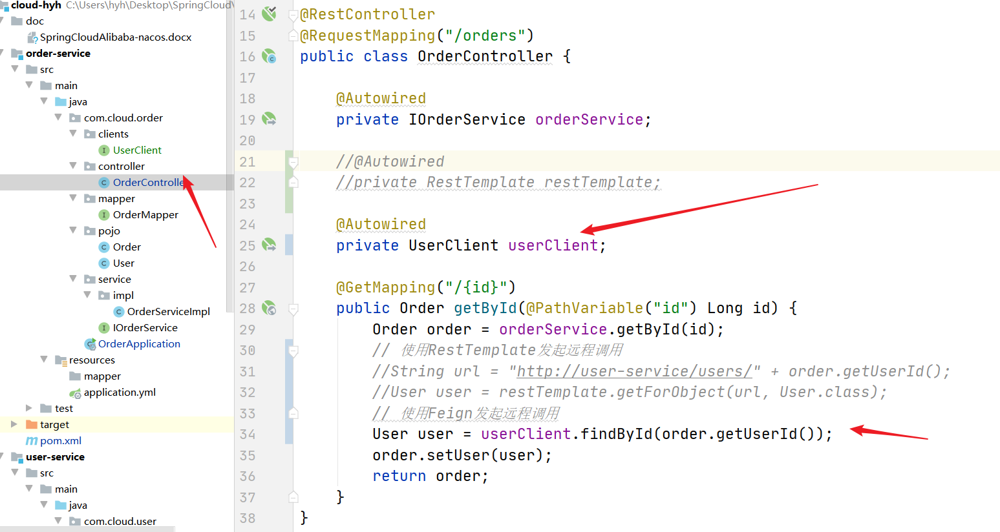 cloud-hyh C:\Users\hyh\Desktop\SpringCloud\
doc
SpringCloudAlibaba-nacos.docx
order-service
src
main
java
com.cloud.order
clients
I UserClient
controller
C OrderControlle
mapper
I OrderMapper
pojo
C Order
C User
service
impl
C OrderServiceImpl
I IOrderService
OrderApplication
resources
mapper
application.yml
test
target
m pom.xml
user-service
src
main
java
com.cloud.user
14 @RestController
15 @RequestMapping("/orders")
16 public class OrderController {
17
18 @Autowired
19 private IOrderService orderService;
20
21 //@Autowired
22 //private RestTemplate restTemplate;
23
24 @Autowired
25 private UserClient userClient;
26
27 @GetMapping("/{id}")
28 public Order getById(@PathVariable("id") Long id) {
29 Order order = orderService.getById(id);
30 // 使用RestTemplate发起远程调用
31 //String url = "http://user-service/users/" + order.getUserId();
32 //User user = restTemplate.getForObject(url, User.class);
33 // 使用Feign发起远程调用
34 User user = userClient.findById(order.getUserId());
35 order.setUser(user);
36 return order;
37 }
38 }